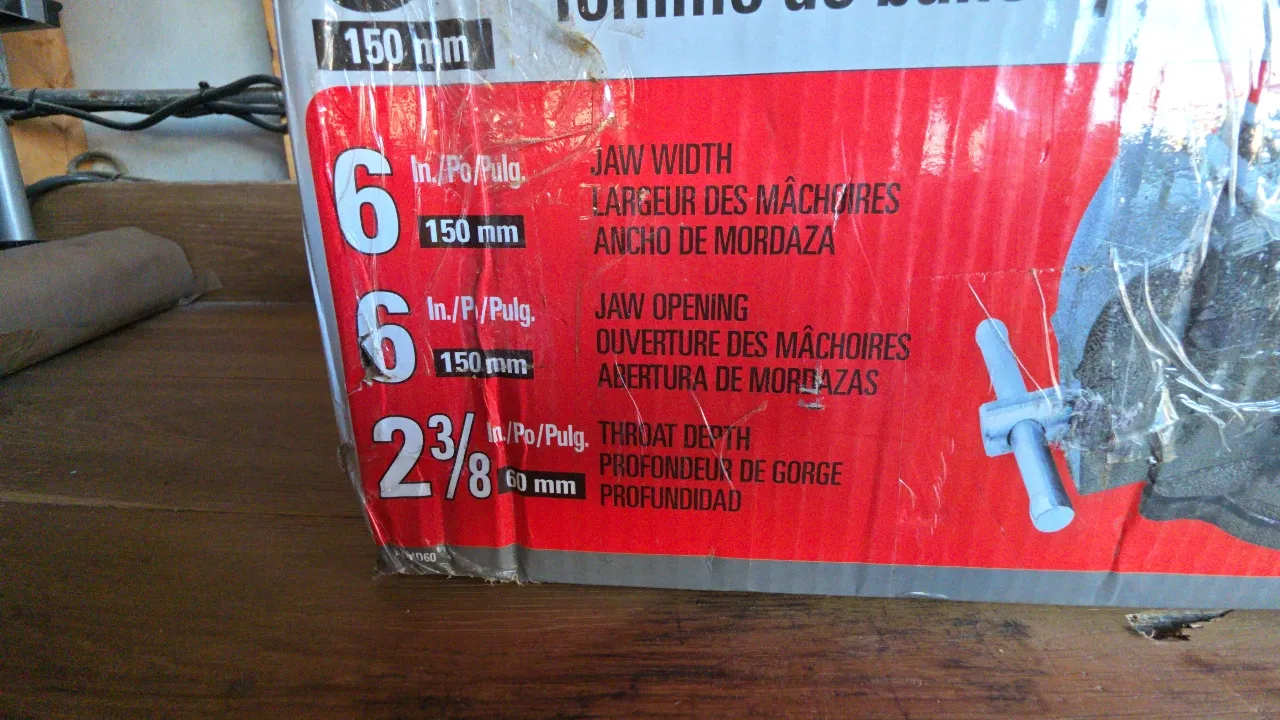 150 mm
6 In./Po/Pulg.
150 mm
JAW WIDTH
LARGEUR DES MÂCHOIRES
ANCHO DE MORDAZA
6 In./Po/Pulg.
150 mm
JAW OPENING
OUVERTURE DES MÂCHOIRES
ABERTURA DE MORDAZAS
2 3/8 In./Po/Pulg.
60 mm
THROAT DEPTH
PROFONDEUR DE GORGE
PROFUNDIDAD